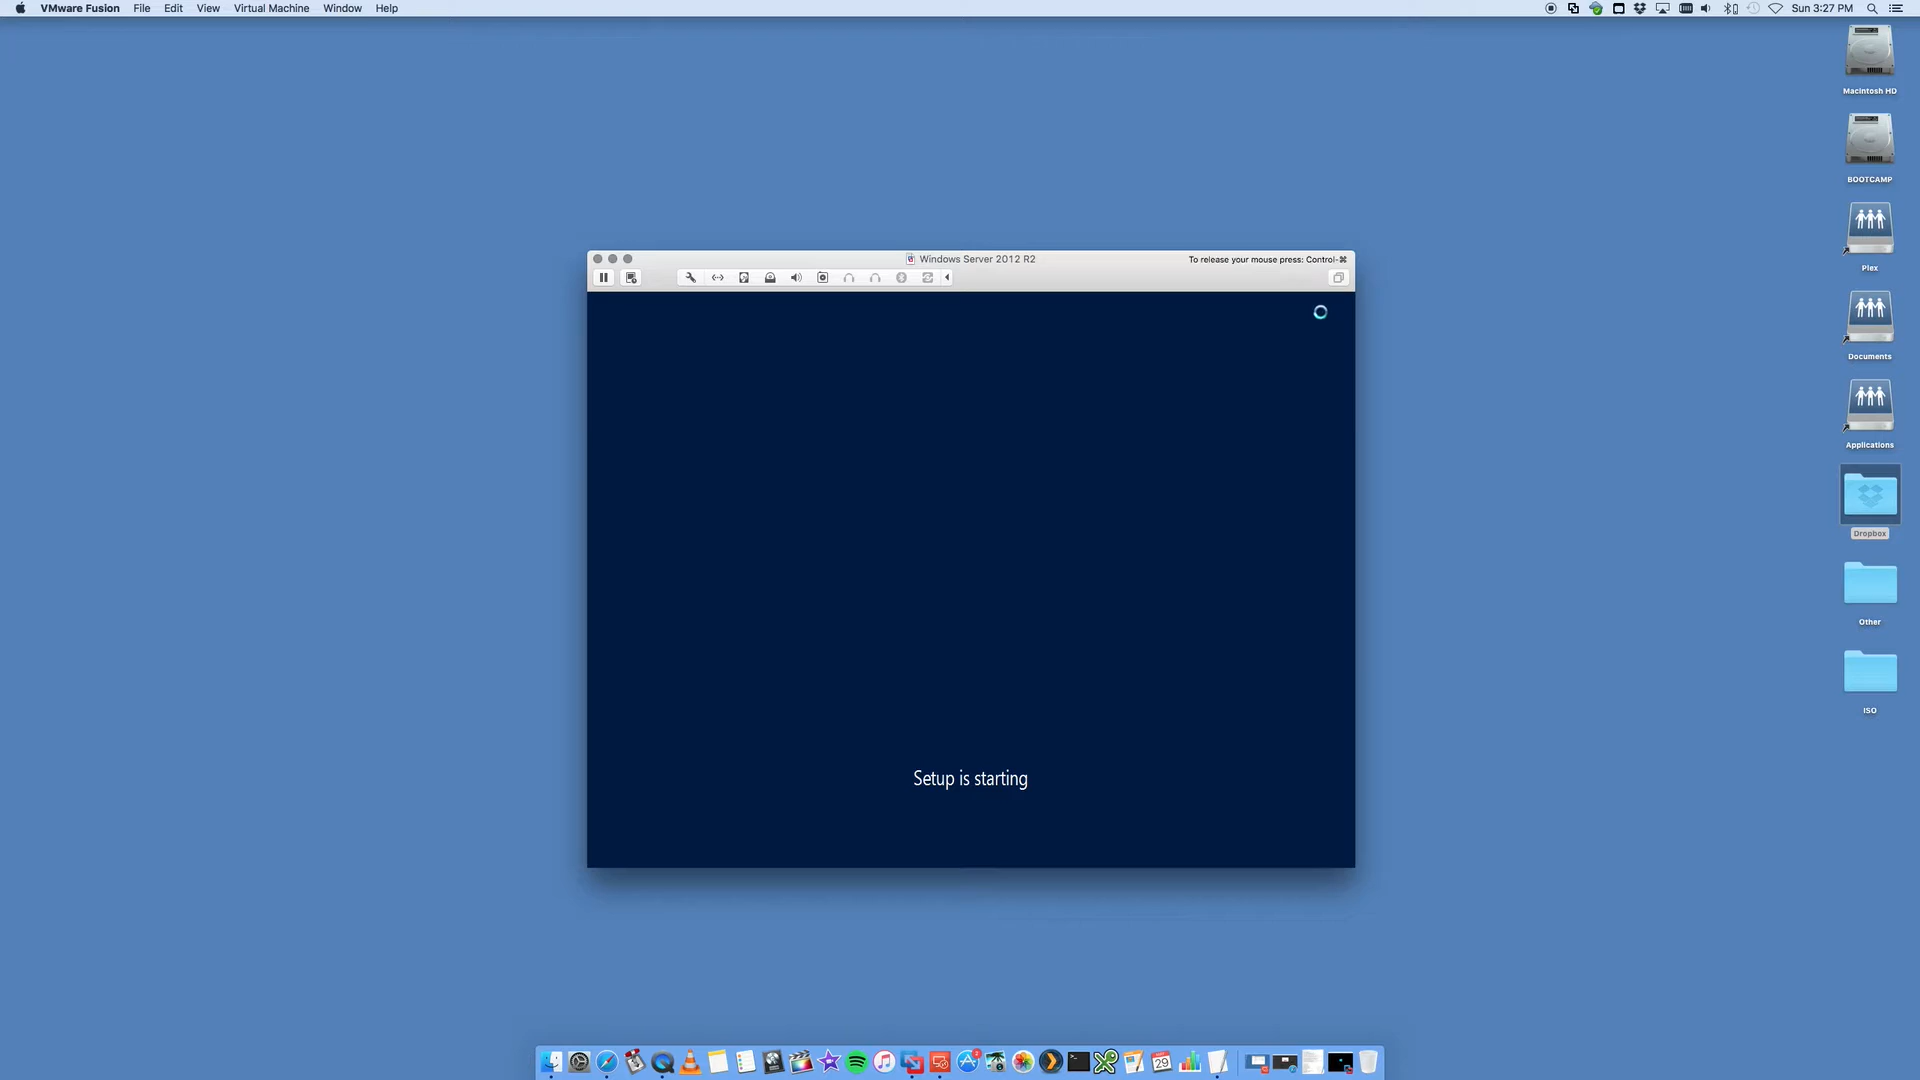 VMware Fusion File Edit View Virtual Machine Window Help Sun 3:27 PM
Macintosh HD
BOOTCAMP
Plex
Documents
Applications
Dropbox
Other
ISO
Windows Server 2012 R2 To release your mouse press: Control-⌘
Setup is starting
29